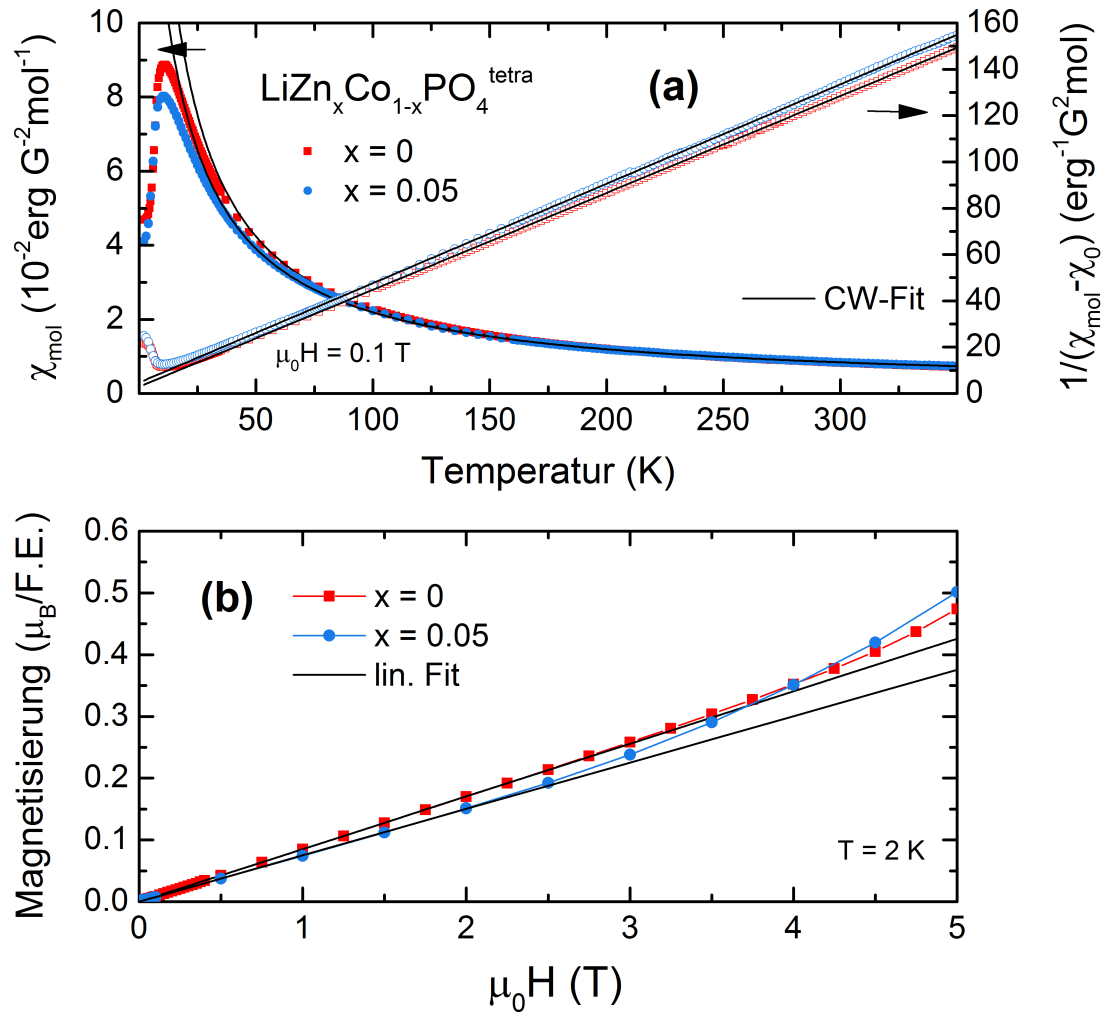 10
8
6
4
2
0
χmol (10⁻²erg G⁻²mol⁻¹)
LiZnxCo1-xPO4tetra
x = 0
x = 0.05
(a)
CW-Fit
μ0H = 0.1 T
160
140
120
100
80
60
40
20
0
1/(χmol-χ0) (erg⁻¹G²mol)
50
100
150
200
250
300
Temperatur (K)
0.6
0.5
0.4
0.3
0.2
0.1
0.0
Magnetisierung (μB/F.E.)
(b)
x = 0
x = 0.05
lin. Fit
T = 2 K
0
1
2
3
4
5
μ0H (T)